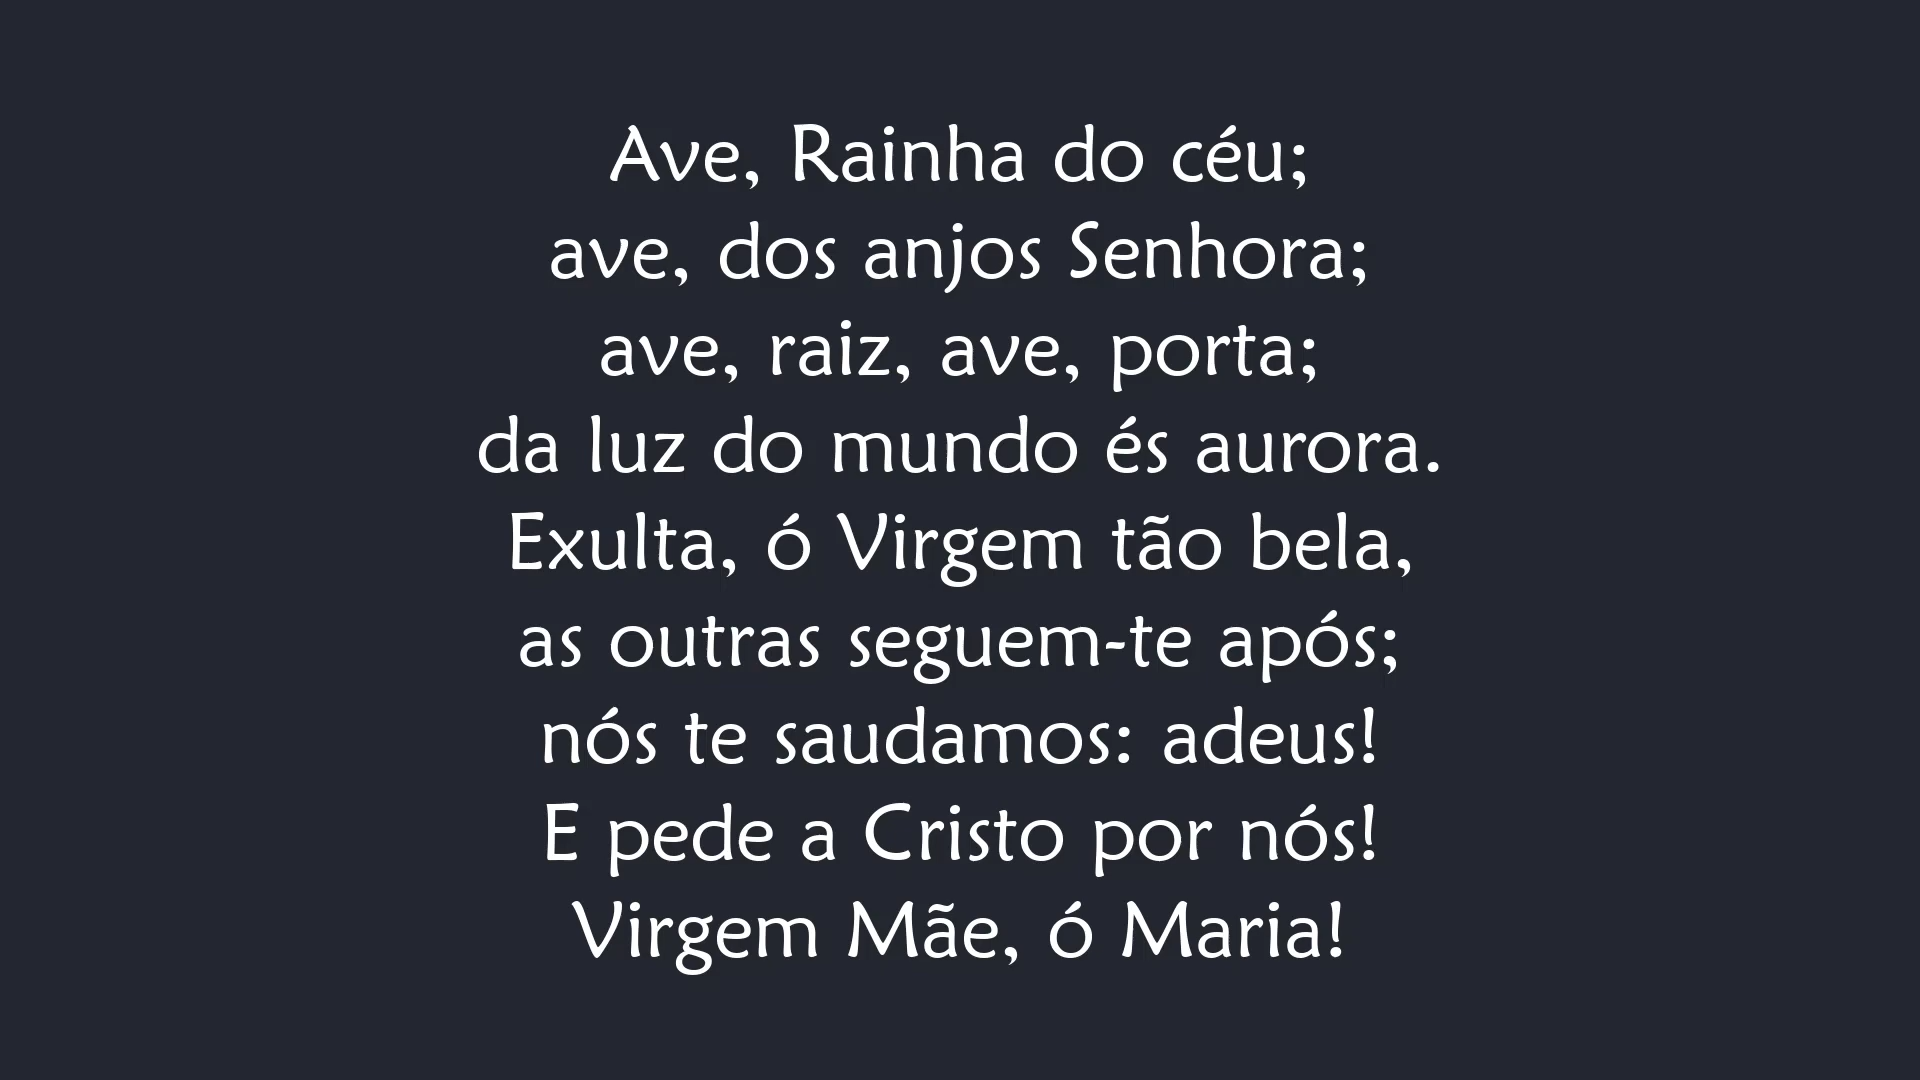 Ave, Rainha do céu;
ave, dos anjos Senhora;
ave, raiz, ave, porta;
da luz do mundo és aurora.
Exulta, ó Virgem tão bela,
as outras seguem-te após;
nós te saudamos: adeus!
E pede a Cristo por nós!
Virgem Mãe, ó Maria!